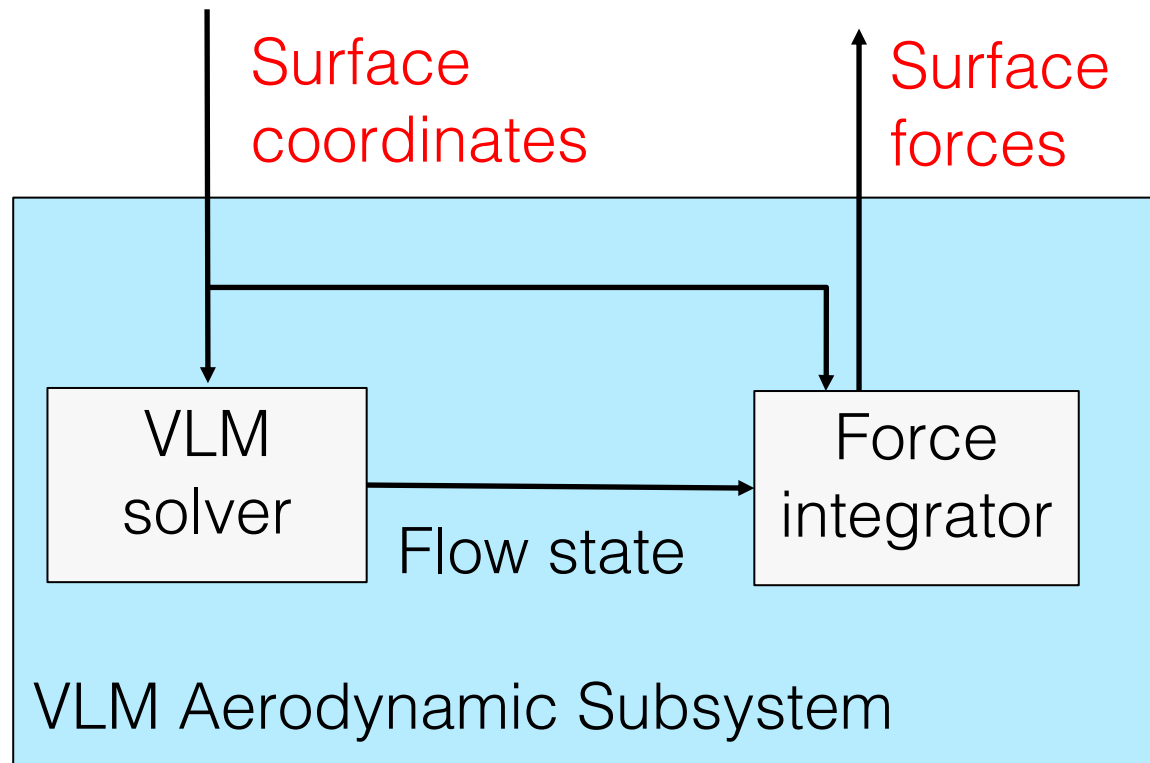 Surface
coordinates
Surface
forces
VLM
solver
Force
integrator
Flow state
VLM Aerodynamic Subsystem